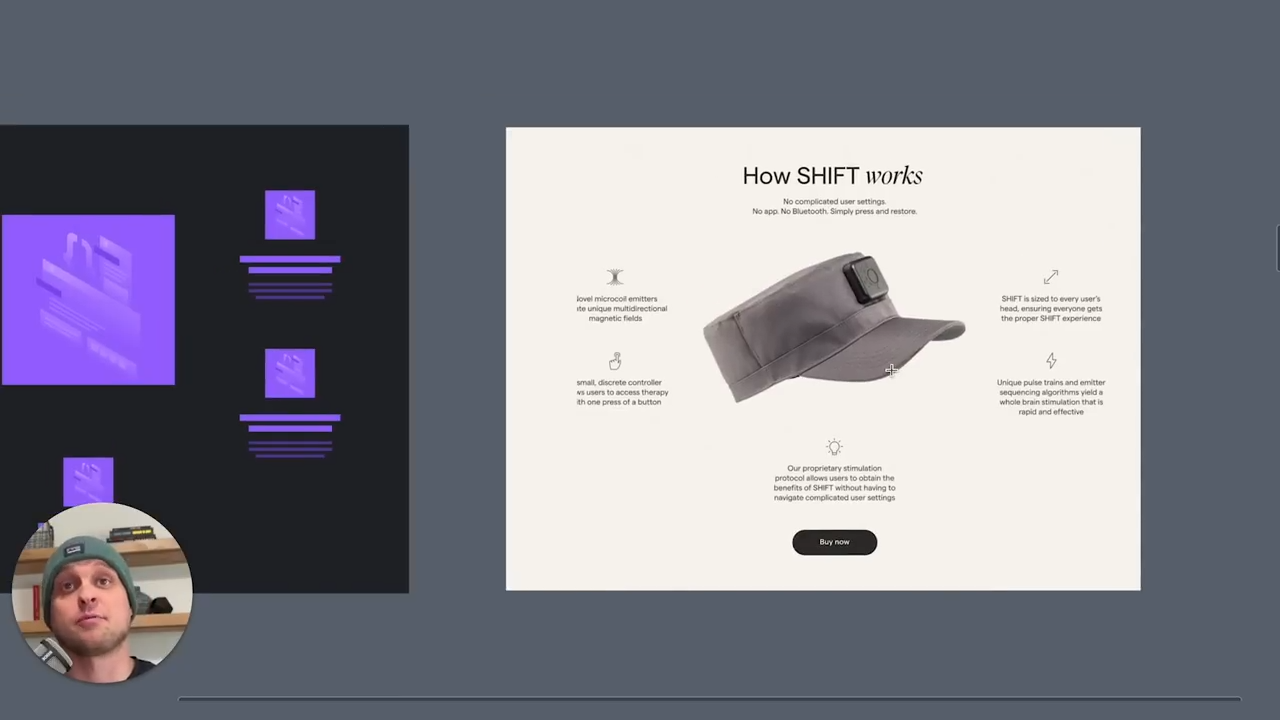 How SHIFT works
No complicated user settings.
No app. No Bluetooth. Simply press and restore.
ovel microcoil emitters
te unique multidirectional
magnetic fields
small, discrete controller
ws users to access therapy
th one press of a button
SHIFT is sized to every user's
head, ensuring everyone gets
the proper SHIFT experience
Unique pulse trains and emitter
sequencing algorithms yield a
whole brain stimulation that is
rapid and effective
Our proprietary stimulation
protocol allows users to obtain the
benefits of SHIFT without having to
navigate complicated user settings
Buy now